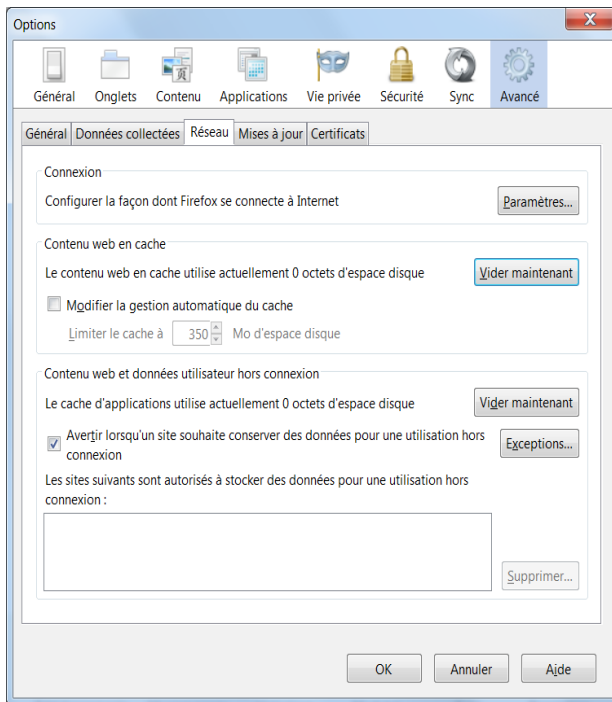 Options
Général Onglets Contenu Applications Vie privée Sécurité Sync Avancé
Général Données collectées Réseau Mises à jour Certificats
Connexion
Configurer la façon dont Firefox se connecte à Internet Paramètres...
Contenu web en cache
Le contenu web en cache utilise actuellement 0 octets d'espace disque Vider maintenant
Modifier la gestion automatique du cache
Limiter le cache à 350 Mo d'espace disque
Contenu web et données utilisateur hors connexion
Le cache d'applications utilise actuellement 0 octets d'espace disque Vider maintenant
Avertir lorsqu'un site souhaite conserver des données pour une utilisation hors
connexion Exceptions...
Les sites suivants sont autorisés à stocker des données pour une utilisation hors
connexion :
Supprimer...
OK Annuler Aide